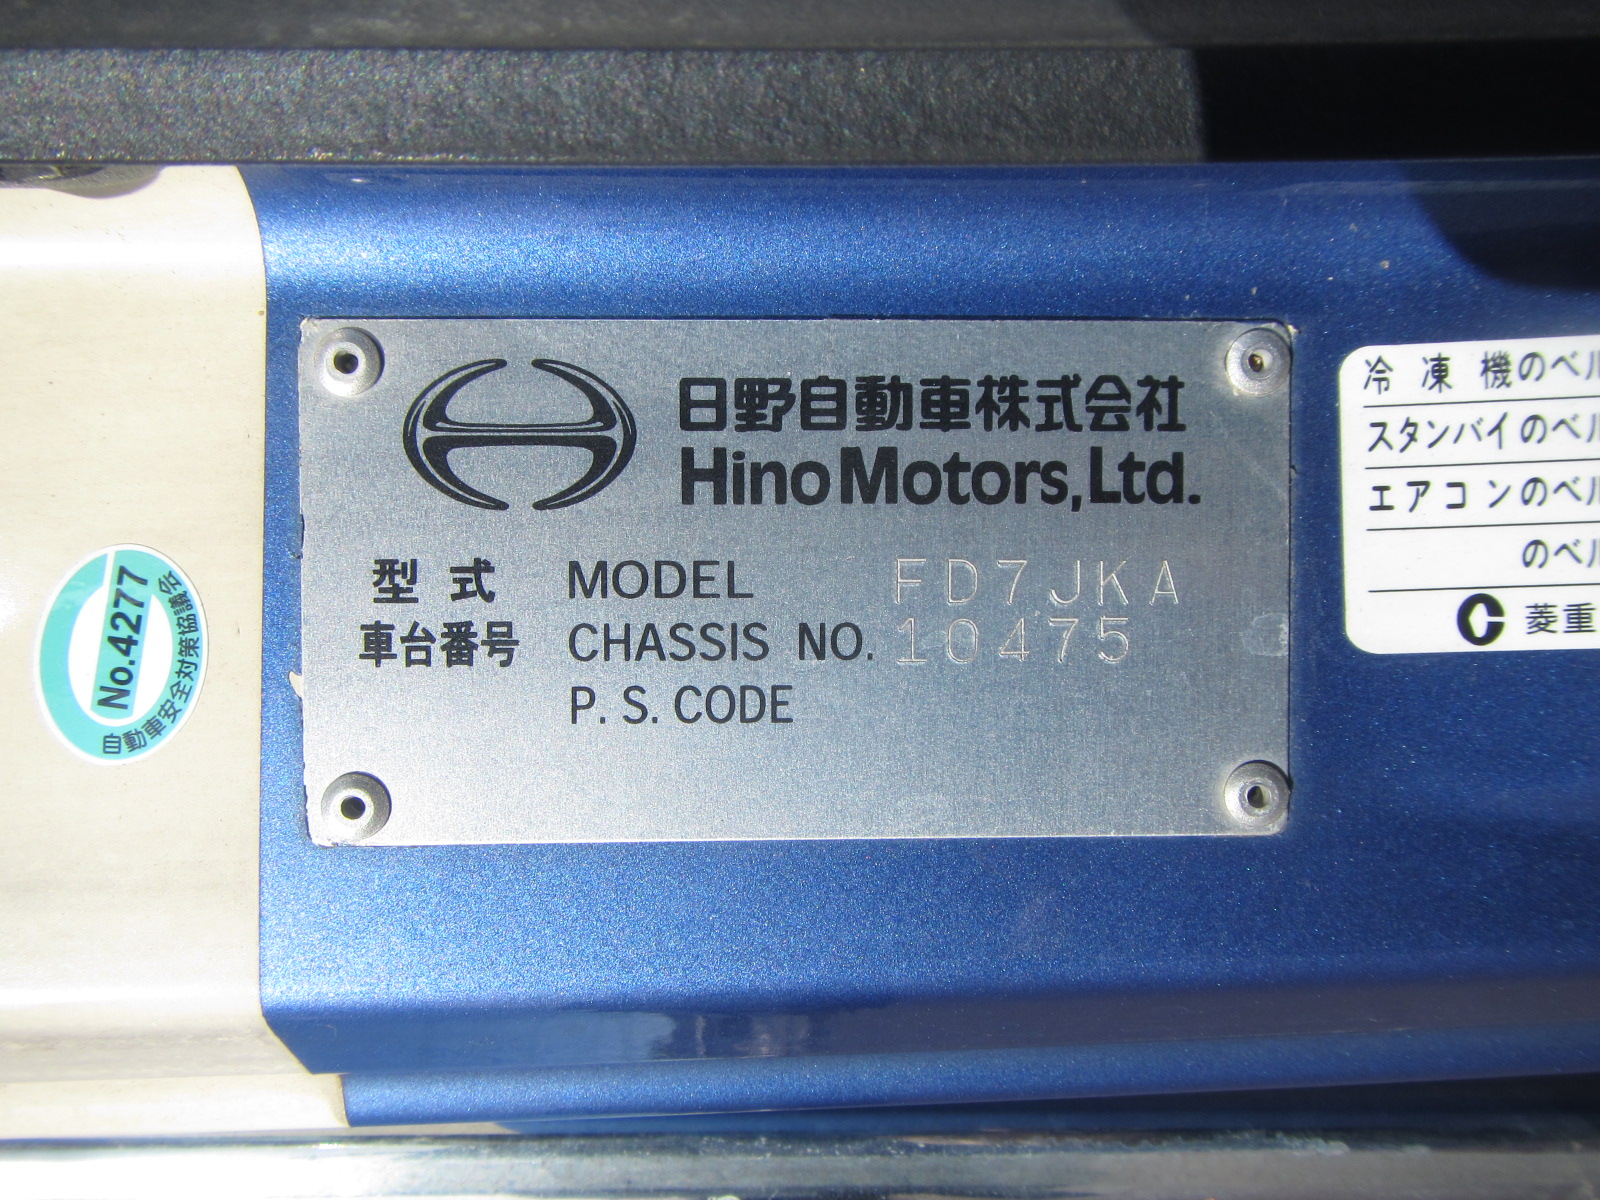 日野自動車株式会社
Hino Motors, Ltd.
型式 MODEL FD7JKA
車台番号 CHASSIS NO. 10475
P. S. CODE
No.4277
自動車安全対策協議会
冷凍機のベル
スタンバイのベル
エアコンのベル
のベル
菱重